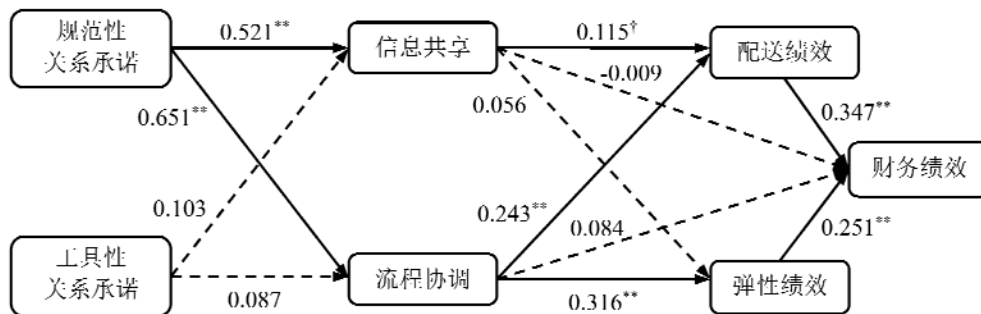 规范性
关系承诺
0.521**
信息共享
0.115†
配送绩效
-0.009
0.056
0.651**
0.347**
财务绩效
0.103
0.243**
0.084
0.251**
工具性
关系承诺
0.087
流程协调
0.316**
弹性绩效